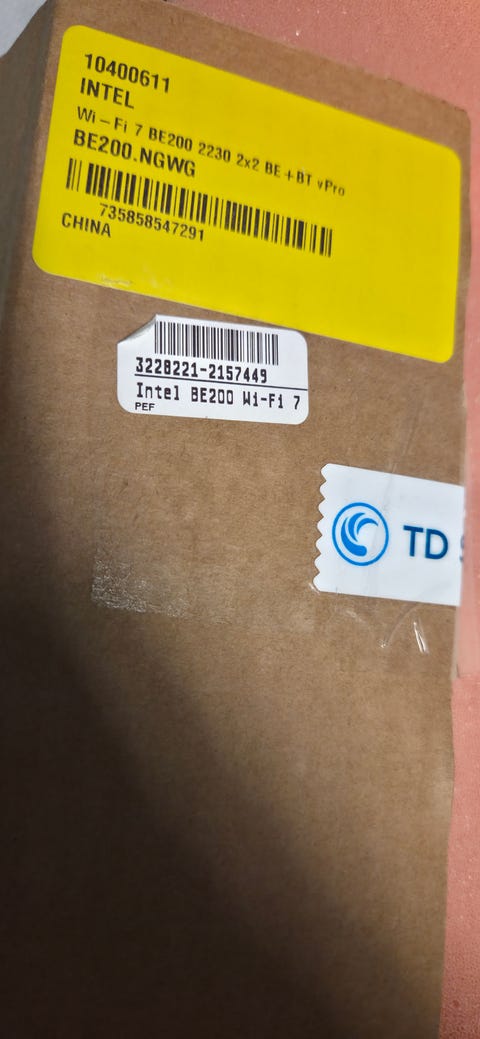 10400611
INTEL
Wi-Fi 7 BE200 2230 2x2 BE+BT vPro
BE200.NGWG
735858547291
CHINA
3228221-2157449
Intel BE200 Wi-Fi 7
PEF
TD